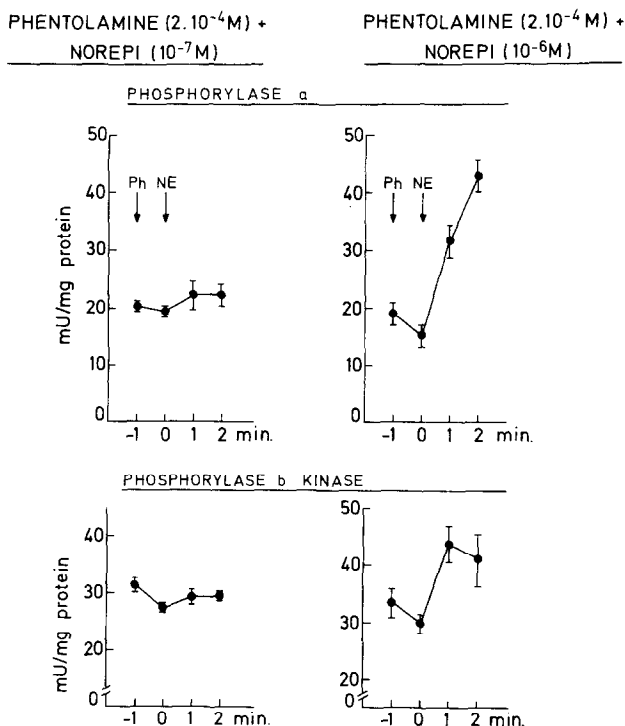 PHENTOLAMINE (2.10⁻⁴M) +
NOREPI (10⁻⁷M)
PHENTOLAMINE (2.10⁻⁴M) +
NOREPI (10⁻⁶M)
PHOSPHORYLASE a
mU/mg protein
50
40
30
20
10
0
Ph NE
-1 0 1 2 min.
50
40
30
20
10
0
Ph NE
-1 0 1 2 min.
PHOSPHORYLASE b KINASE
mU/mg protein
40
30
20
0
-1 0 1 2 min.
50
40
30
20
0
-1 0 1 2 min.